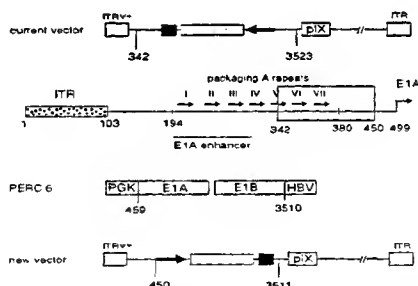 current vector ITRΨ+ pIX ITR
342 3523
packaging A repeats
ITR I II III IV V VI VII E1A
1 103 194 342 380 450 499
E1A enhancer
PERC 6 PGK E1A E1B HBV
459 3510
new vector ITRΨ+ pIX ITR
450 3511